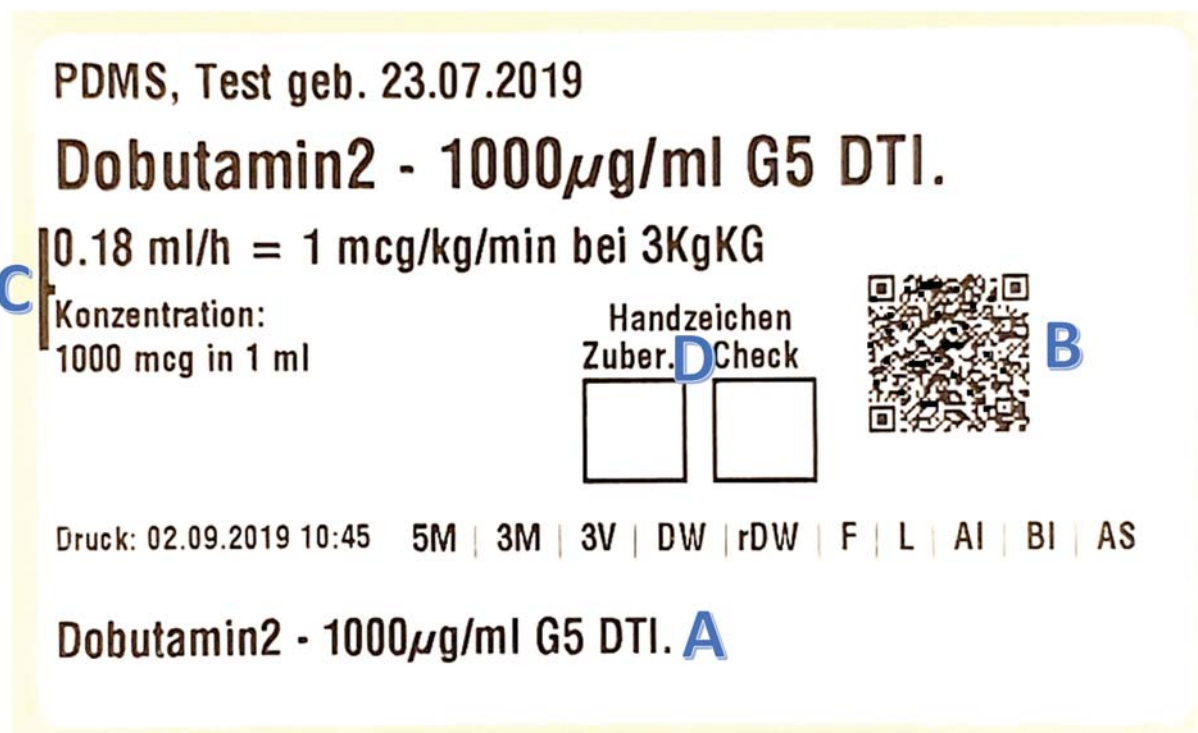 PDMS, Test geb. 23.07.2019
Dobutamin2 - 1000µg/ml G5 DTI.
0.18 ml/h = 1 mcg/kg/min bei 3KgKG
C
Konzentration:
1000 mcg in 1 ml
Handzeichen
Zuber. D Check
B
Druck: 02.09.2019 10:45 5M | 3M | 3V | DW | rDW | F | L | AI | BI | AS
Dobutamin2 - 1000µg/ml G5 DTI. A